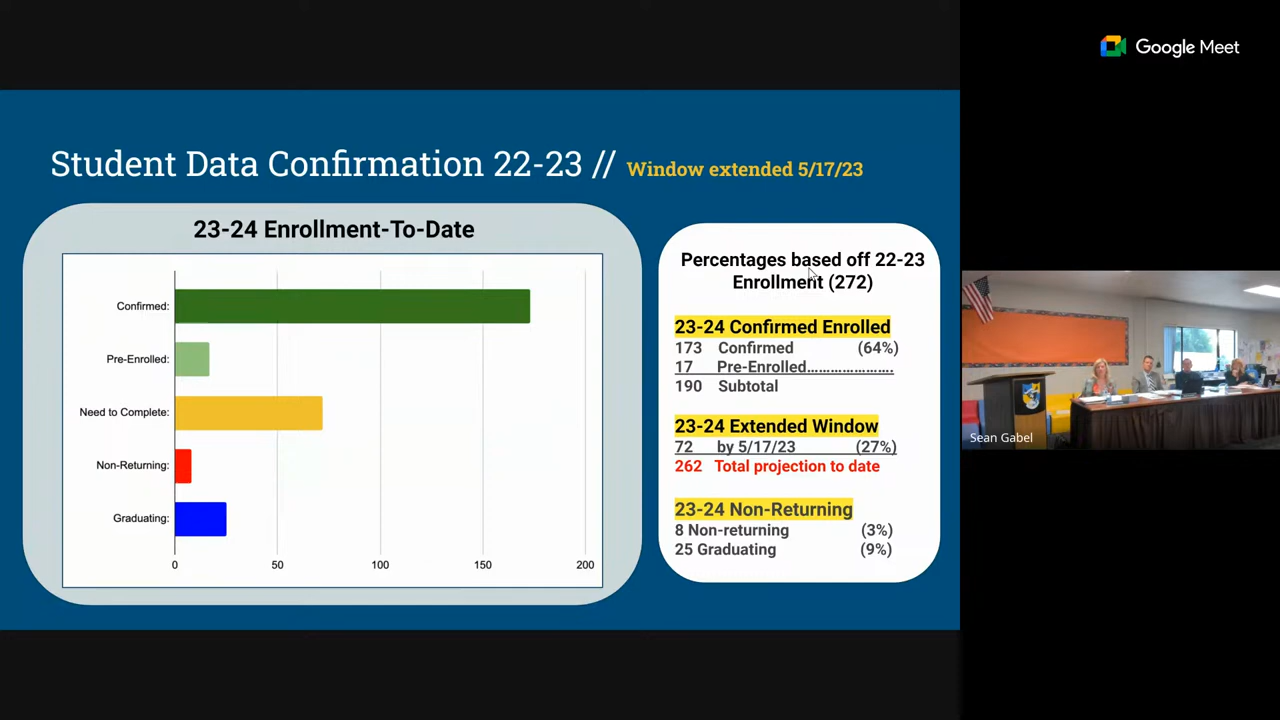 Google Meet
Student Data Confirmation 22-23 // Window extended 5/17/23
23-24 Enrollment-To-Date
Confirmed:
Pre-Enrolled:
Need to Complete:
Non-Returning:
Graduating:
0 50 100 150 200
Percentages based off 22-23
Enrollment (272)
23-24 Confirmed Enrolled
173 Confirmed (64%)
17 Pre-Enrolled......................
190 Subtotal
23-24 Extended Window
72 by 5/17/23 (27%)
262 Total projection to date
23-24 Non-Returning
8 Non-returning (3%)
25 Graduating (9%)
Sean Gabel